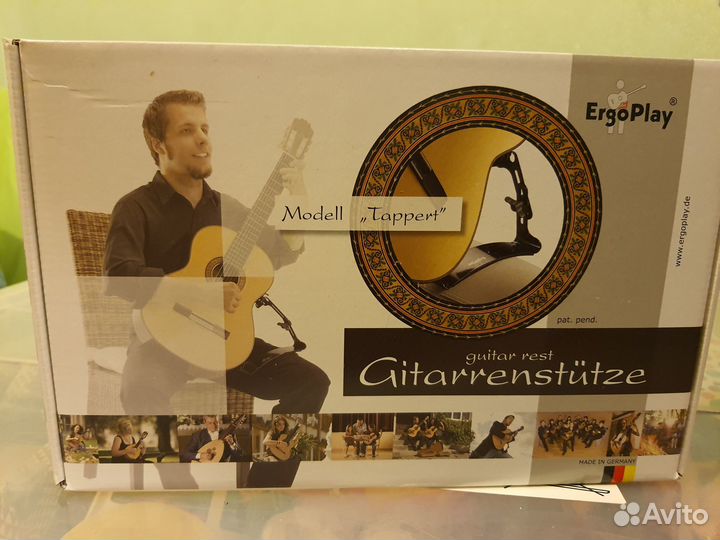 ErgoPlay®
Modell „Tappert"
www.ergoplay.de
pat. pend.
guitar rest
Gitarrenstütze
MADE IN GERMANY
Avito